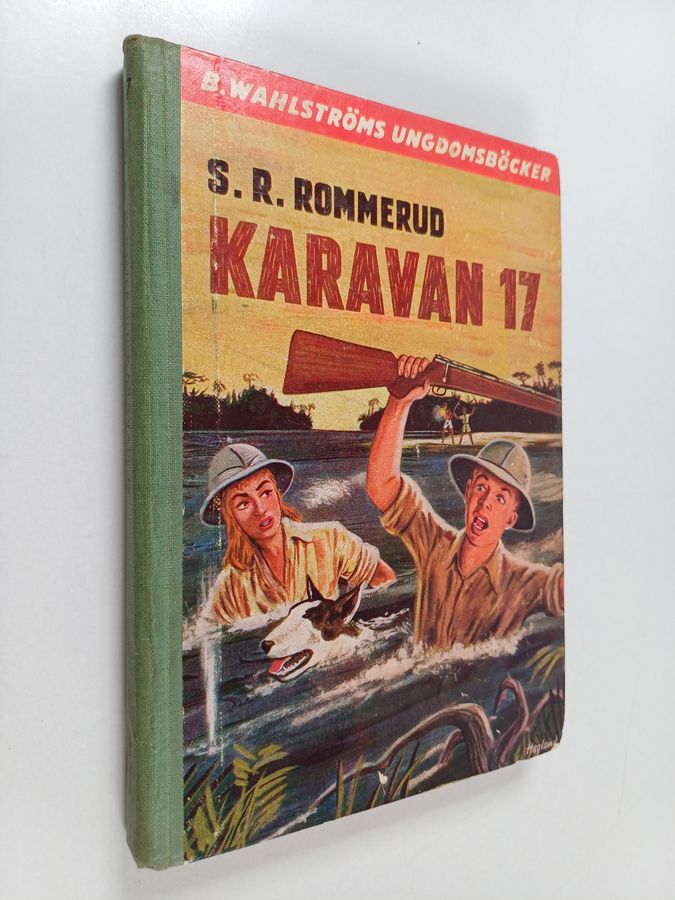 B. WAHLSTRÖMS UNGDOMSBÖCKER
S. R. ROMMERUD
KARAVAN 17